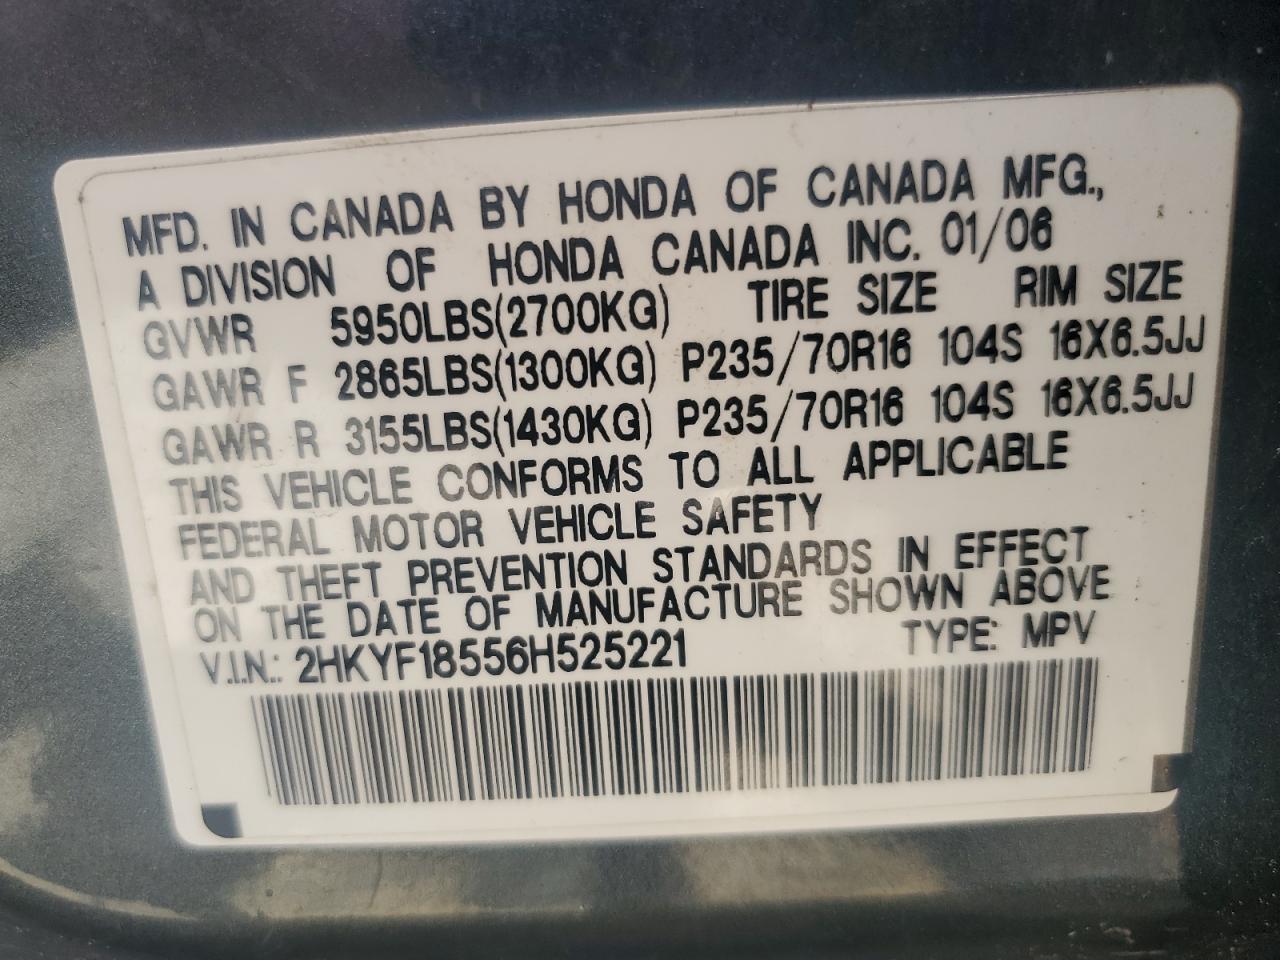 MFD. IN CANADA BY HONDA OF CANADA MFG.,
A DIVISION OF HONDA CANADA INC. 01/06
GVWR 5950LBS(2700KG) TIRE SIZE RIM SIZE
GAWR F 2865LBS(1300KG) P235/70R16 104S 16X6.5JJ
GAWR R 3155LBS(1430KG) P235/70R16 104S 16X6.5JJ
THIS VEHICLE CONFORMS TO ALL APPLICABLE
FEDERAL MOTOR VEHICLE SAFETY
AND THEFT PREVENTION STANDARDS IN EFFECT
ON THE DATE OF MANUFACTURE SHOWN ABOVE
V.I.N.: 2HKYF18556H525221 TYPE: MPV